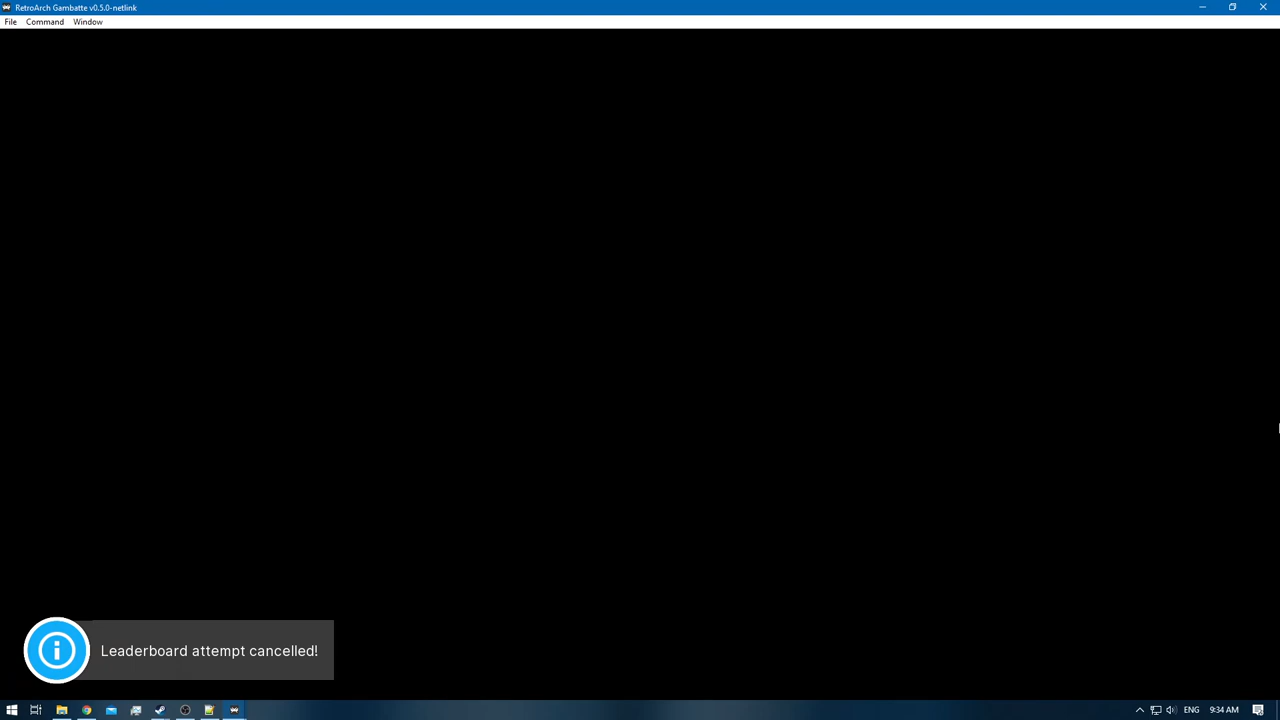 RetroArch Gambatte v0.5.0-netlink
File Command Window
Leaderboard attempt cancelled!
ENG 9:34 AM